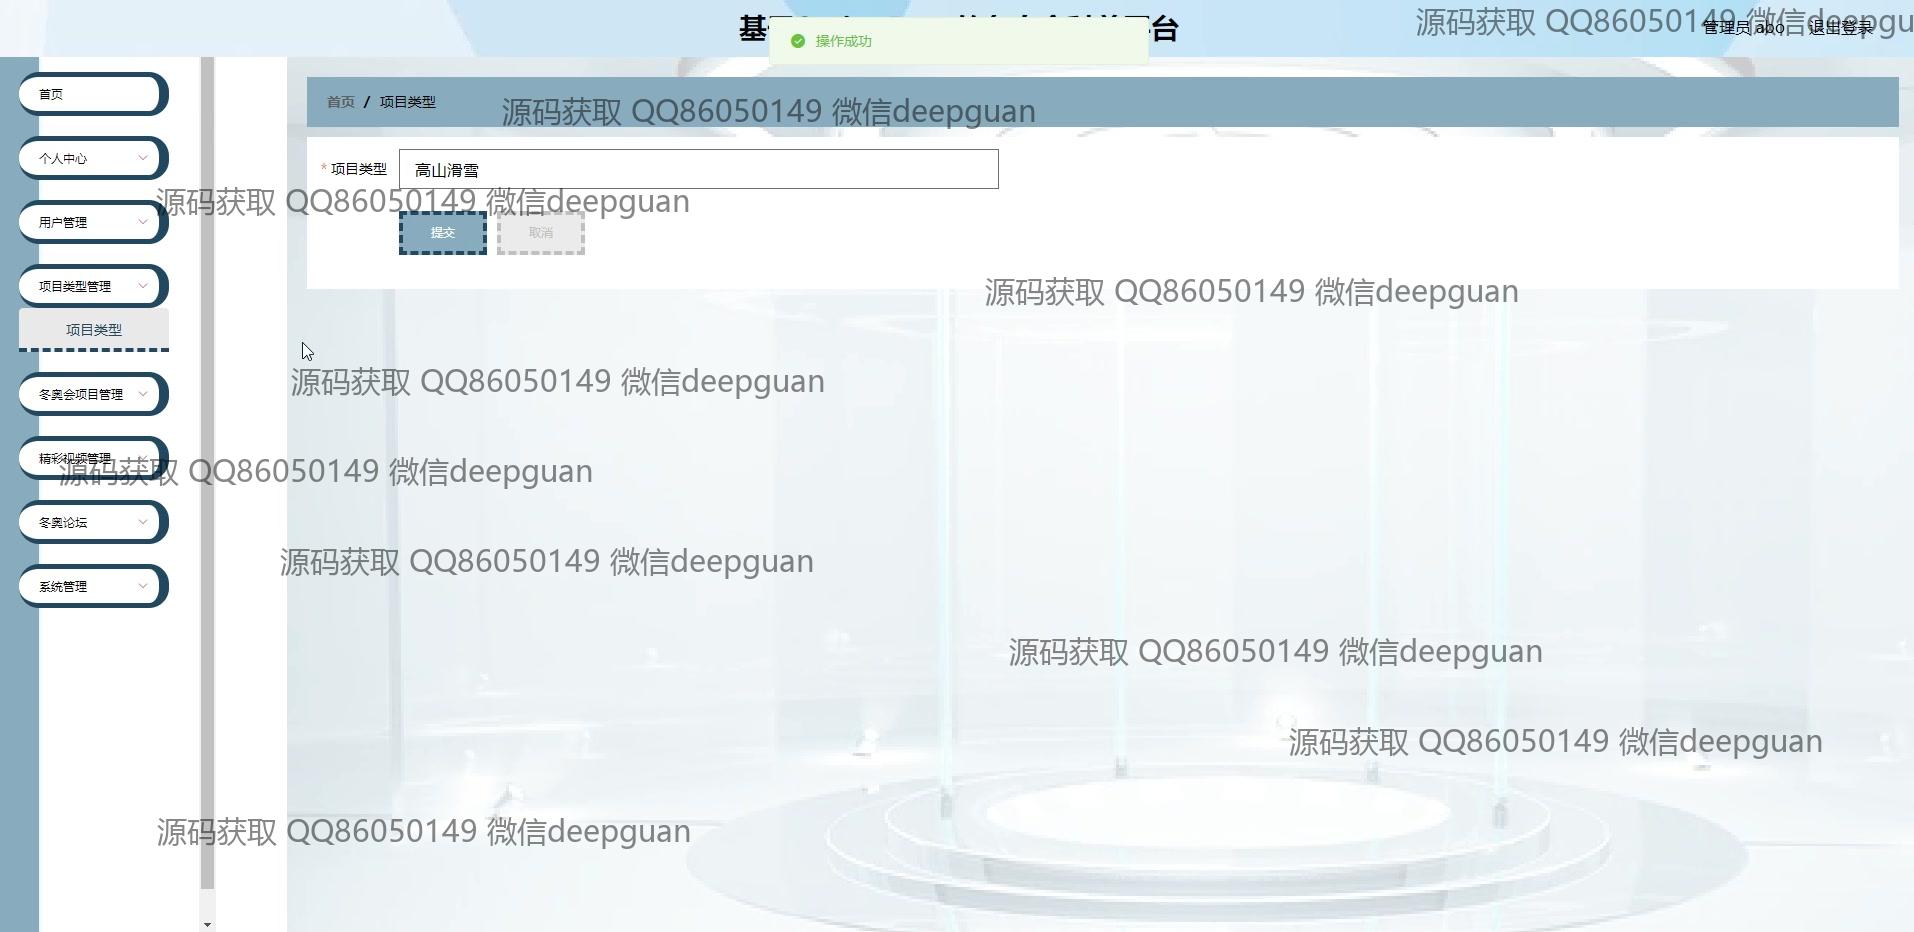 基 台
操作成功
源码获取 QQ86050149 微信deepgu
管理员 abo 退出登录
首页
个人中心
用户管理
项目类型管理
项目类型
冬奥会项目管理
精彩视频管理
冬奥论坛
系统管理
首页 / 项目类型
源码获取 QQ86050149 微信deepguan
* 项目类型 高山滑雪
源码获取 QQ86050149 微信deepguan
提交 取消
源码获取 QQ86050149 微信deepguan
源码获取 QQ86050149 微信deepguan
源码获取 QQ86050149 微信deepguan
源码获取 QQ86050149 微信deepguan
源码获取 QQ86050149 微信deepguan
源码获取 QQ86050149 微信deepguan
源码获取 QQ86050149 微信deepguan